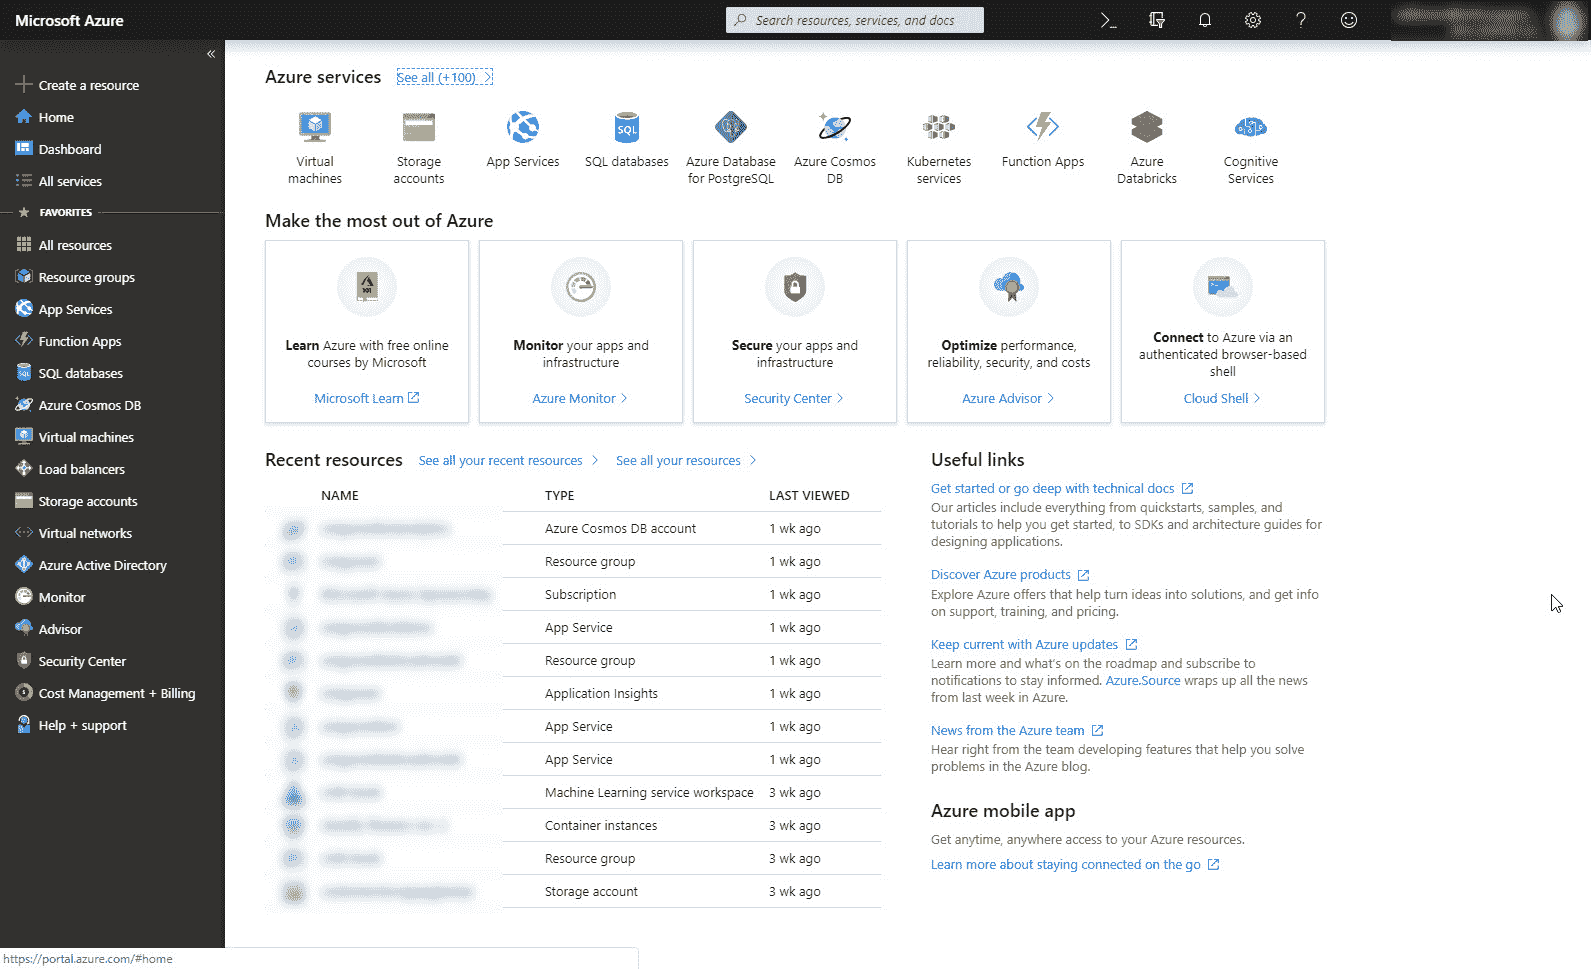 Microsoft Azure
Search resources, services, and docs
«
Create a resource
Home
Dashboard
All services
FAVORITES
All resources
Resource groups
App Services
Function Apps
SQL databases
Azure Cosmos DB
Virtual machines
Load balancers
Storage accounts
Virtual networks
Azure Active Directory
Monitor
Advisor
Security Center
Cost Management + Billing
Help + support
Azure services See all (+100)
SQL
Virtual
machines
Storage
accounts
App Services
SQL databases
Azure Database
for PostgreSQL
Azure Cosmos
DB
Kubernetes
services
Function Apps
Azure
Databricks
Cognitive
Services
Make the most out of Azure
101
Learn Azure with free online
courses by Microsoft
Microsoft Learn
Monitor your apps and
infrastructure
Azure Monitor
Secure your apps and
infrastructure
Security Center
Optimize performance,
reliability, security, and costs
Azure Advisor
Connect to Azure via an
authenticated browser-based
shell
Cloud Shell
Recent resources See all your recent resources See all your resources
NAME TYPE LAST VIEWED
Azure Cosmos DB account 1 wk ago
Resource group 1 wk ago
Subscription 1 wk ago
App Service 1 wk ago
Resource group 1 wk ago
Application Insights 1 wk ago
App Service 1 wk ago
App Service 1 wk ago
Machine Learning service workspace 3 wk ago
Container instances 3 wk ago
Resource group 3 wk ago
Storage account 3 wk ago
Useful links
Get started or go deep with technical docs
Our articles include everything from quickstarts, samples, and
tutorials to help you get started, to SDKs and architecture guides for
designing applications.
Discover Azure products
Explore Azure offers that help turn ideas into solutions, and get info
on support, training, and pricing.
Keep current with Azure updates
Learn more and what's on the roadmap and subscribe to
notifications to stay informed. Azure.Source wraps up all the news
from last week in Azure.
News from the Azure team
Hear right from the team developing features that help you solve
problems in the Azure blog.
Azure mobile app
Get anytime, anywhere access to your Azure resources.
Learn more about staying connected on the go
https://portal.azure.com/#home